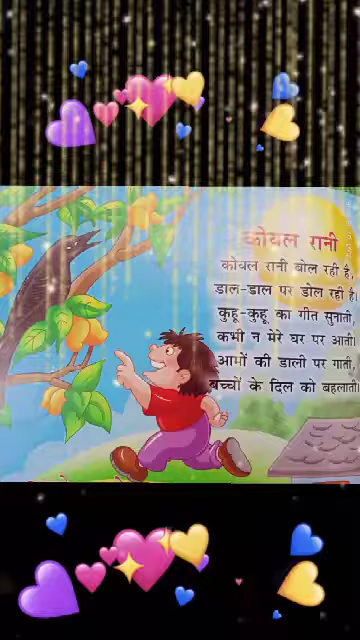 कोयल रानी
कोयल रानी बोल रही है,
डाल-डाल पर डोल रही है।
कुहू-कुहू का गीत सुनाती,
कभी न मेरे घर पर आती।
आमों की डाली पर गाती,
बच्चों के दिल को बहलाती।